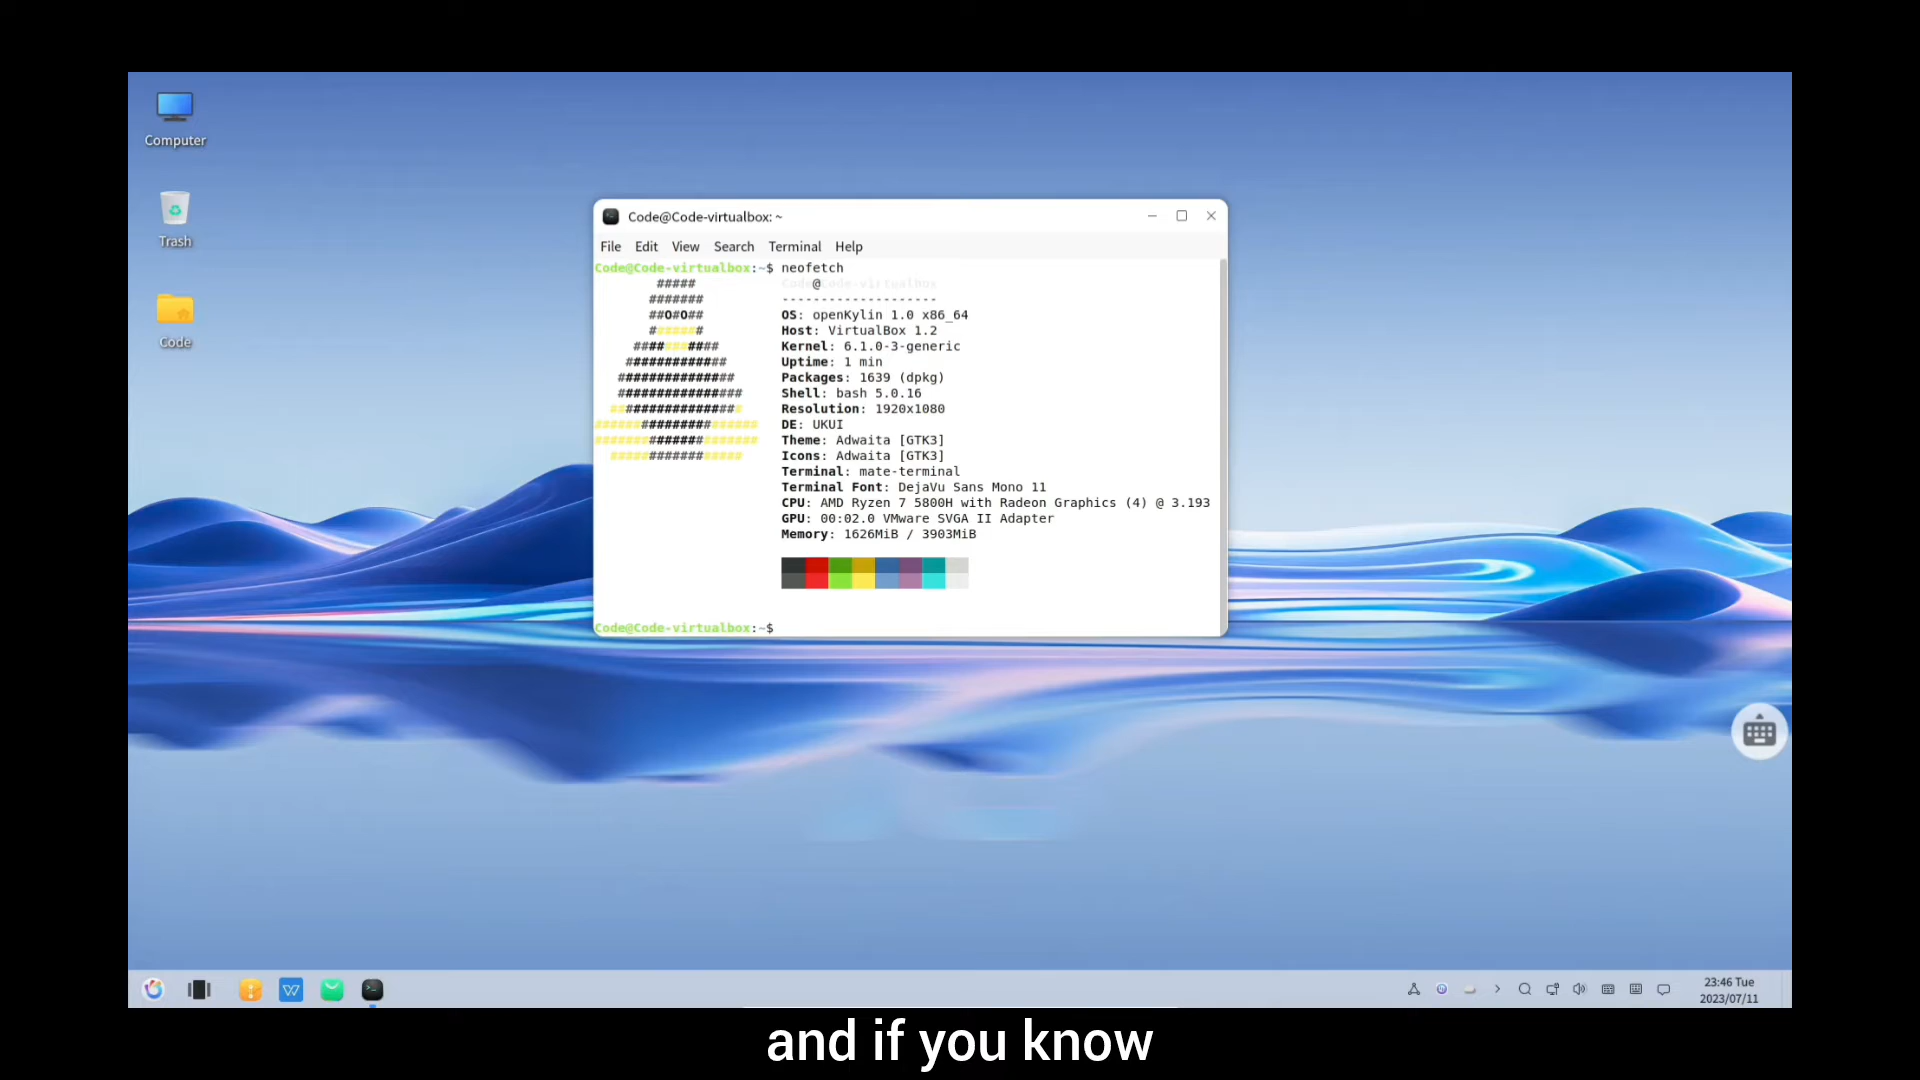 Computer
Trash
Code
Code@Code-virtualbox: ~
File Edit View Search Terminal Help
Code@Code-virtualbox:~$ neofetch
##### Code@Code-virtualbox
####### --------------------
##O#O## OS: openKylin 1.0 x86_64
####### Host: VirtualBox 1.2
########### Kernel: 6.1.0-3-generic
############# Uptime: 1 min
############### Packages: 1639 (dpkg)
################ Shell: bash 5.0.16
################# Resolution: 1920x1080
##################### DE: UKUI
##################### Theme: Adwaita [GTK3]
################# Icons: Adwaita [GTK3]
Terminal: mate-terminal
Terminal Font: DejaVu Sans Mono 11
CPU: AMD Ryzen 7 5800H with Radeon Graphics (4) @ 3.193
GPU: 00:02.0 VMware SVGA II Adapter
Memory: 1626MiB / 3903MiB
Code@Code-virtualbox:~$
23:46 Tue
2023/07/11
and if you know